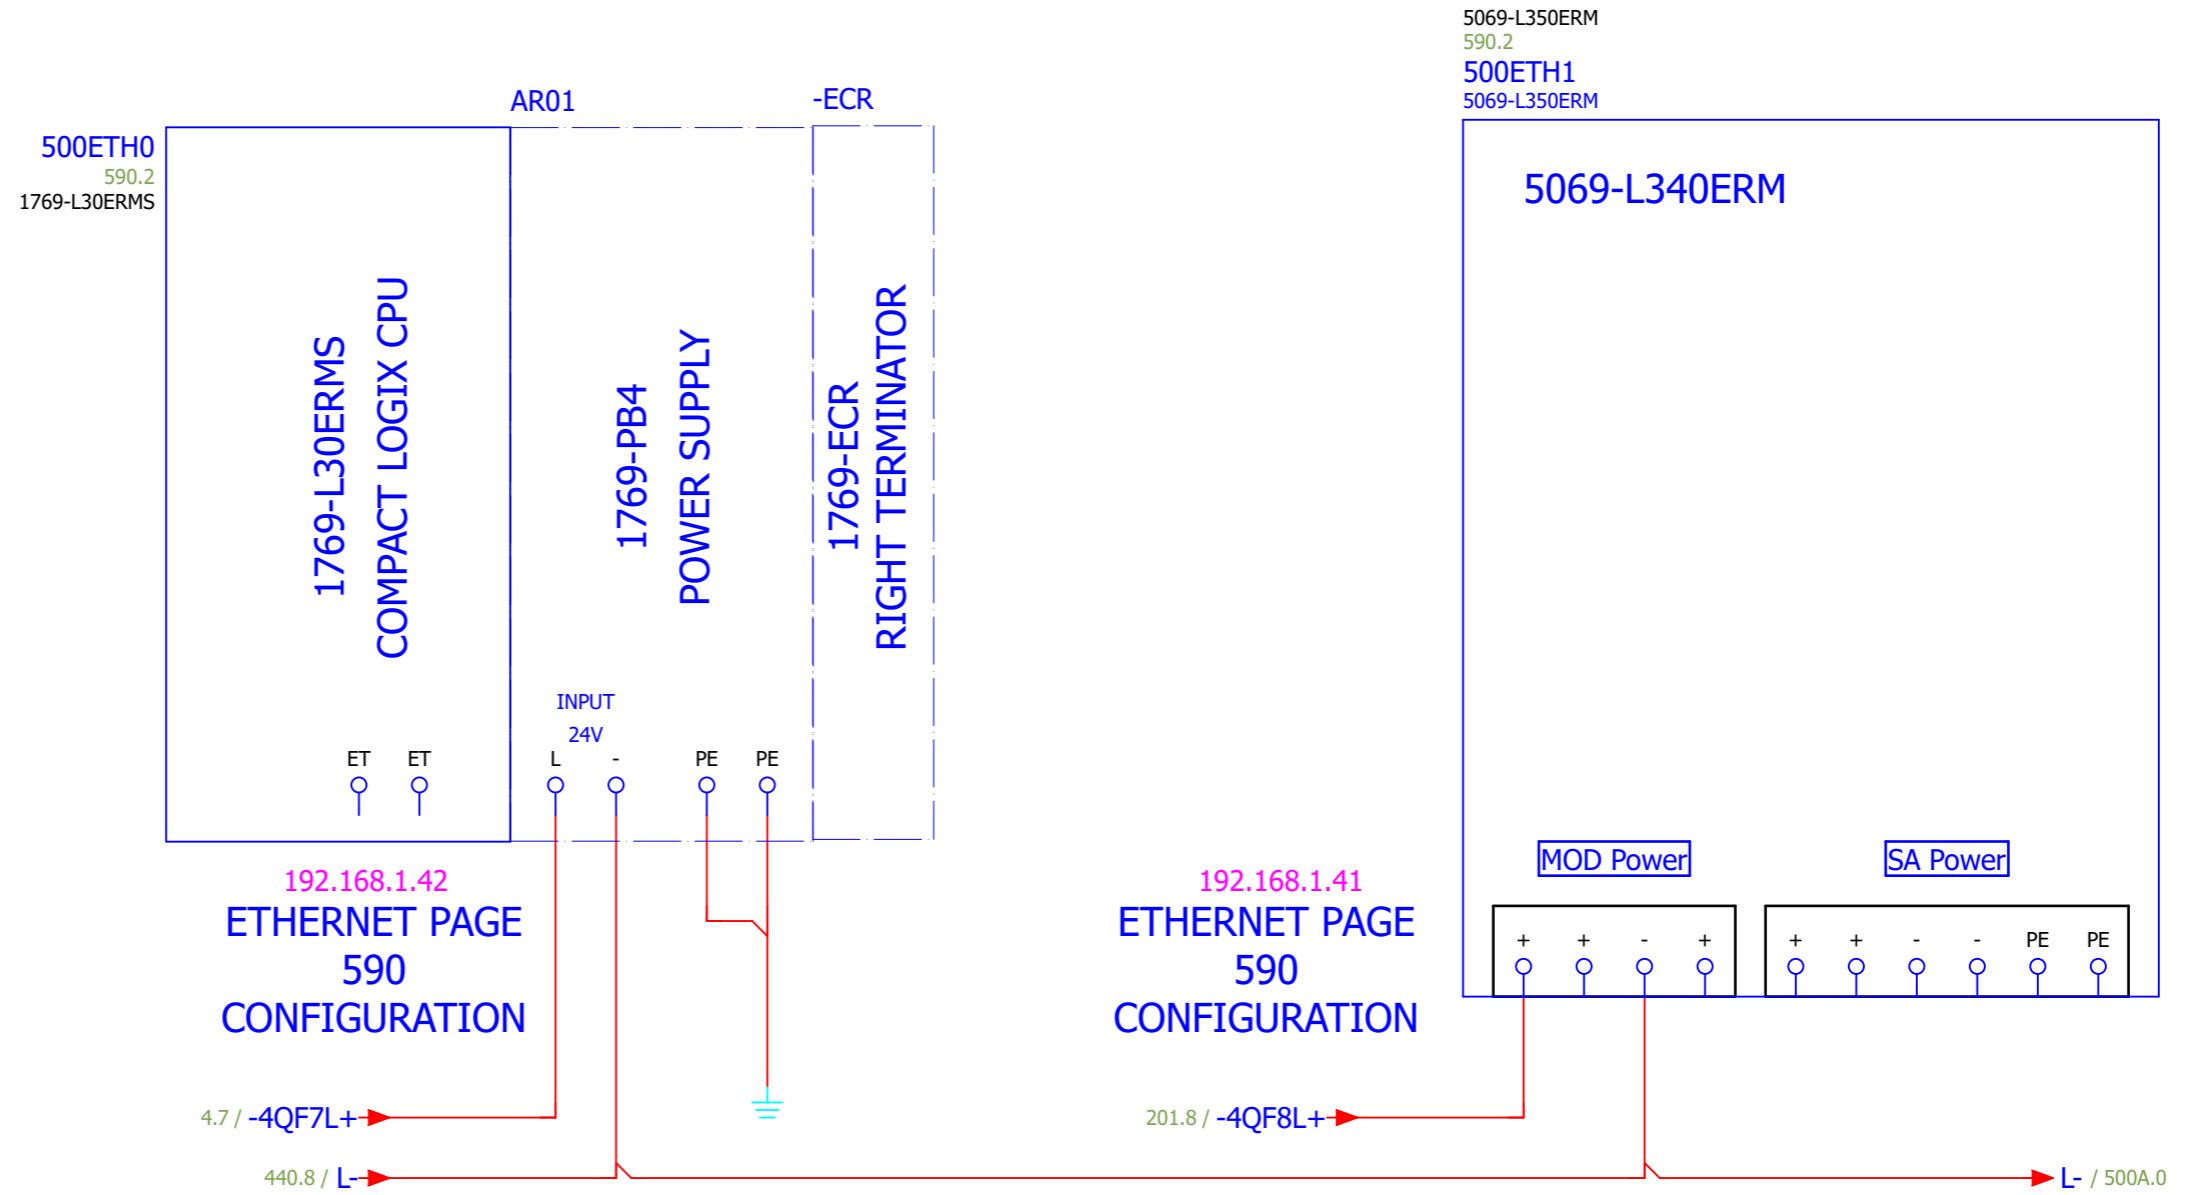 5069-L350ERM
590.2
500ETH1
5069-L350ERM
AR01
-ECR
500ETH0
590.2
1769-L30ERMS
1769-L30ERMS
COMPACT LOGIX CPU
1769-PB4
POWER SUPPLY
1769-ECR
RIGHT TERMINATOR
5069-L340ERM
INPUT
24V
ET ET L - PE PE
192.168.1.42
ETHERNET PAGE
590
CONFIGURATION
192.168.1.41
ETHERNET PAGE
590
CONFIGURATION
MOD Power
SA Power
+ + - + + + - - PE PE
4.7 / -4QF7L+
201.8 / -4QF8L+
440.8 / L-
L- / 500A.0